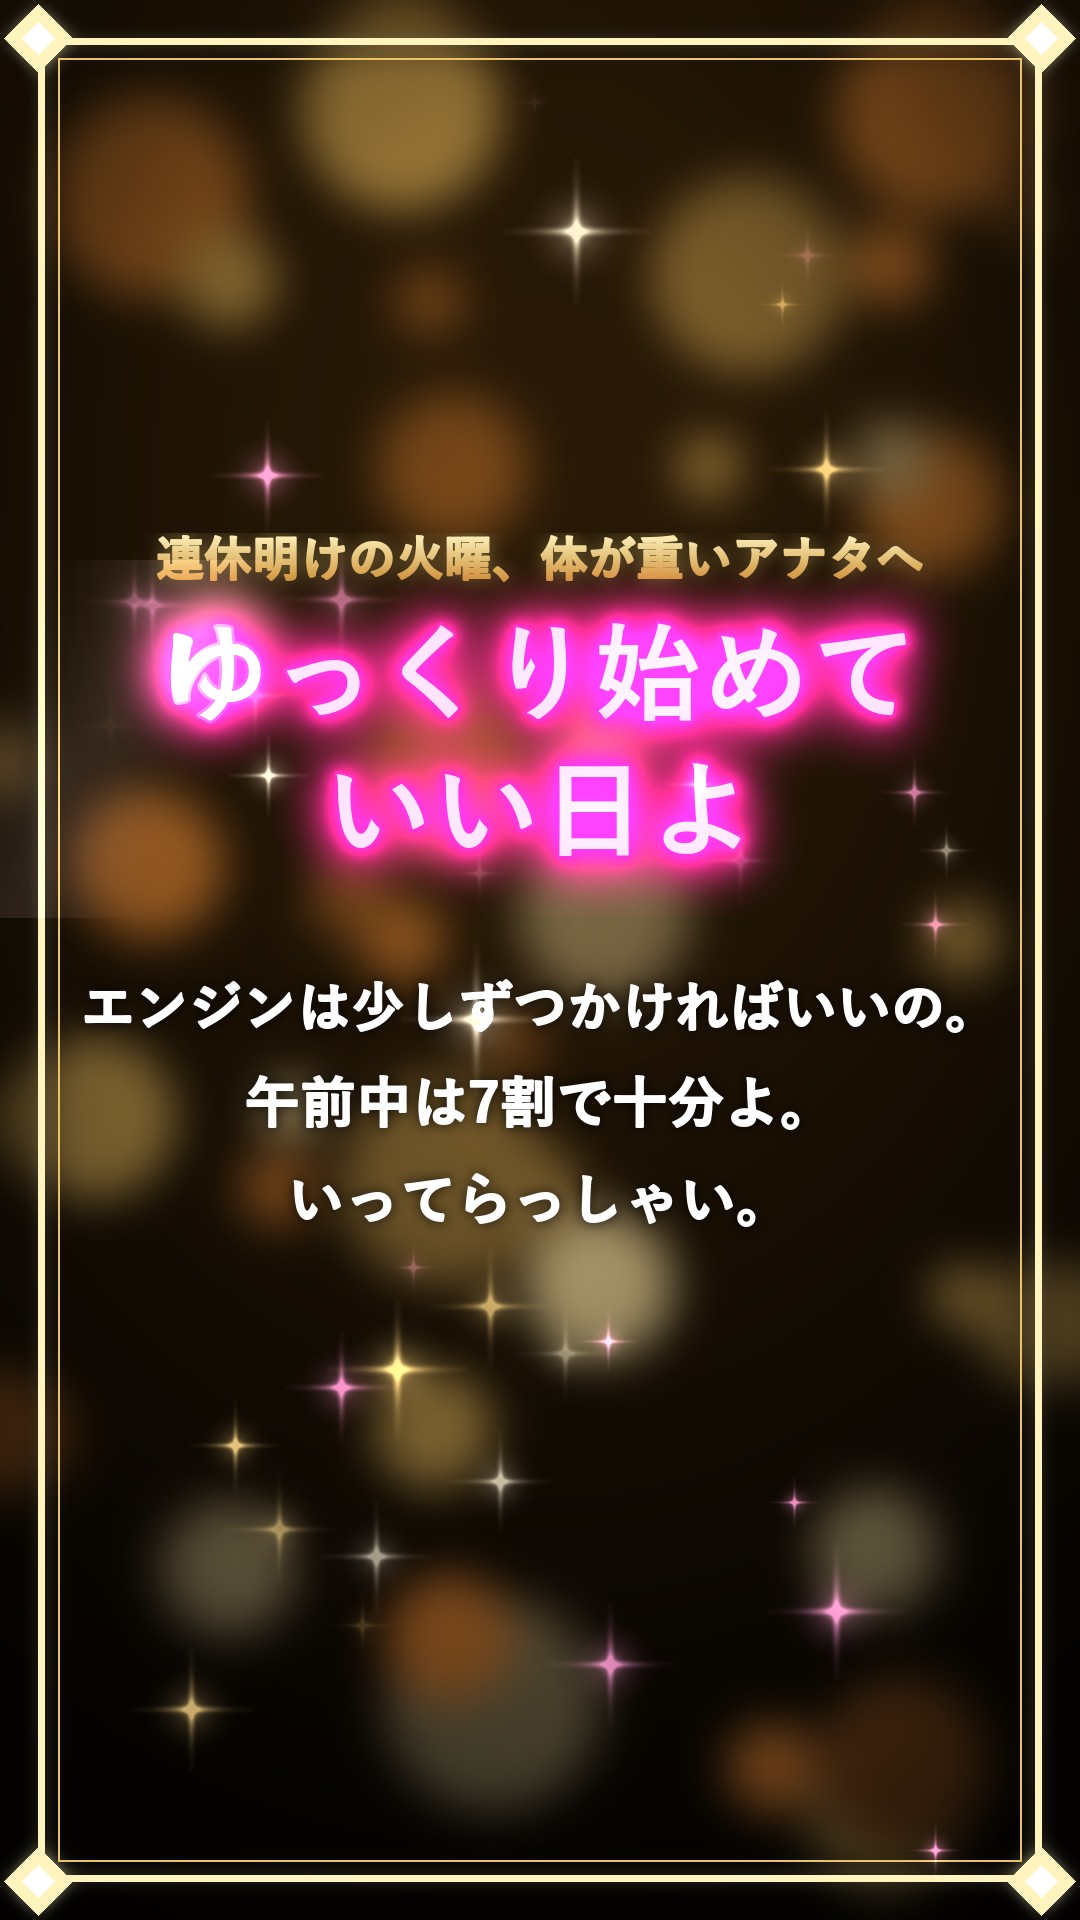 連休明けの火曜、体が重いアナタへ
ゆっくり始めて
いい日よ
エンジンは少しずつかければいいの。
午前中は7割で十分よ。
いってらっしゃい。